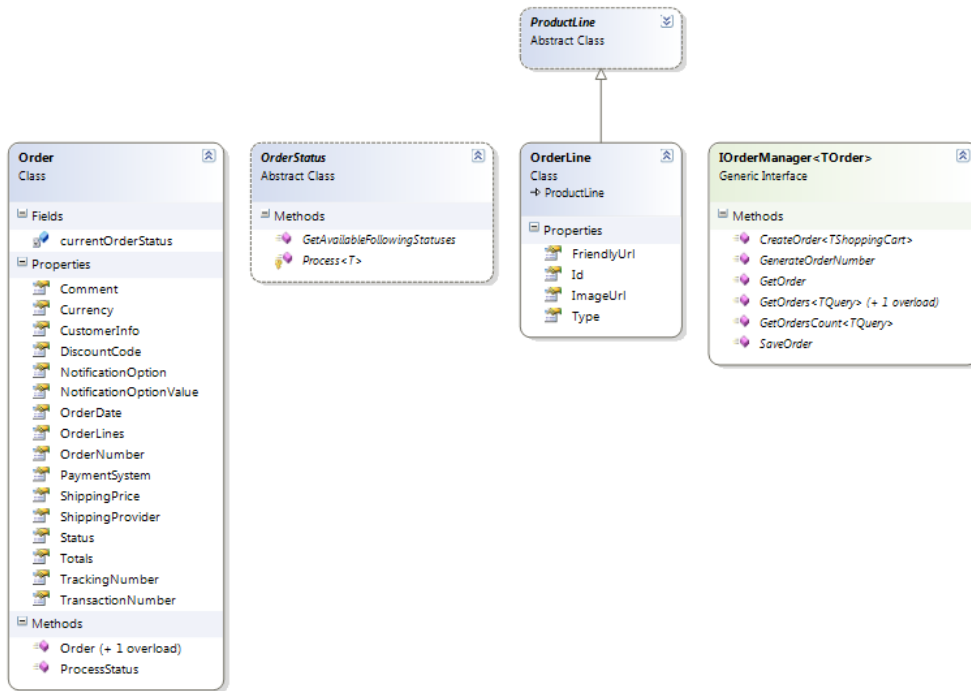 ProductLine
Abstract Class
Order
Class
Fields
currentOrderStatus
Properties
Comment
Currency
CustomerInfo
DiscountCode
NotificationOption
NotificationOptionValue
OrderDate
OrderLines
OrderNumber
PaymentSystem
ShippingPrice
ShippingProvider
Status
Totals
TrackingNumber
TransactionNumber
Methods
Order (+ 1 overload)
ProcessStatus
OrderStatus
Abstract Class
Methods
GetAvailableFollowingStatuses
Process<T>
OrderLine
Class
ProductLine
Properties
FriendlyUrl
Id
ImageUrl
Type
IOrderManager<TOrder>
Generic Interface
Methods
CreateOrder<TShoppingCart>
GenerateOrderNumber
GetOrder
GetOrders<TQuery> (+ 1 overload)
GetOrdersCount<TQuery>
SaveOrder